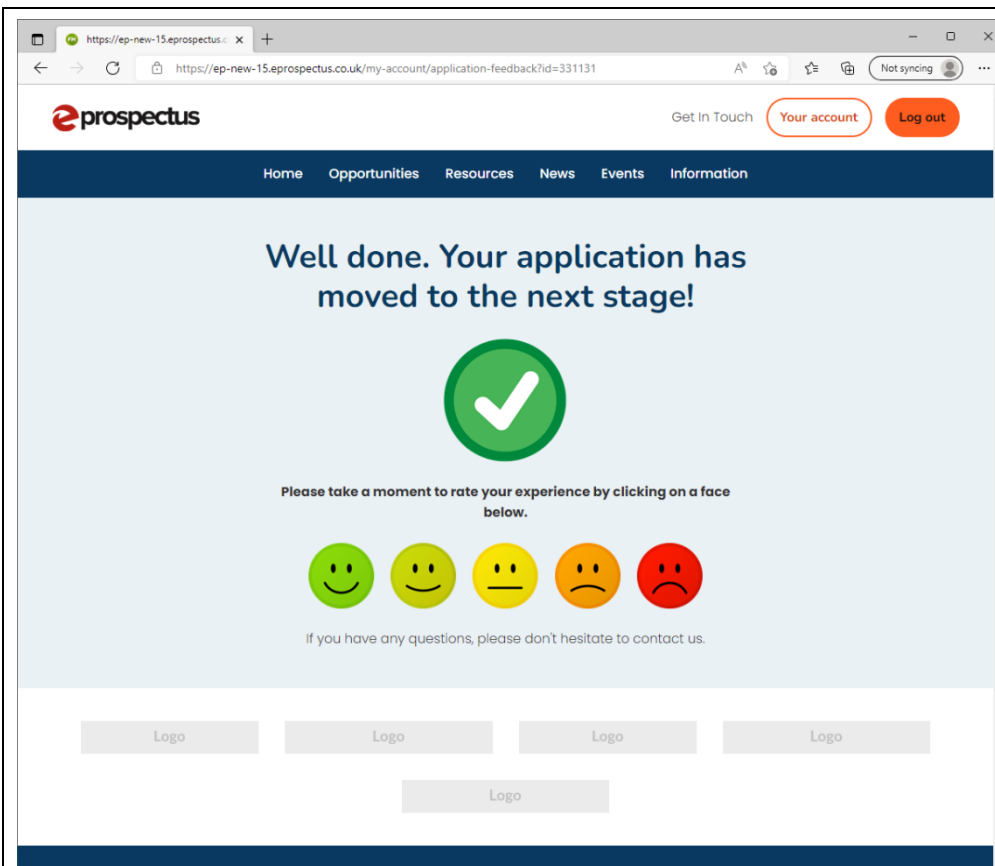 https://ep-new-15.eprospectus.c
https://ep-new-15.eprospectus.co.uk/my-account/application-feedback?id=331131
Not syncing
eprospectus
Get In Touch
Your account
Log out
Home Opportunities Resources News Events Information
Well done. Your application has
moved to the next stage!
Please take a moment to rate your experience by clicking on a face
below.
If you have any questions, please don't hesitate to contact us.
Logo Logo Logo Logo
Logo